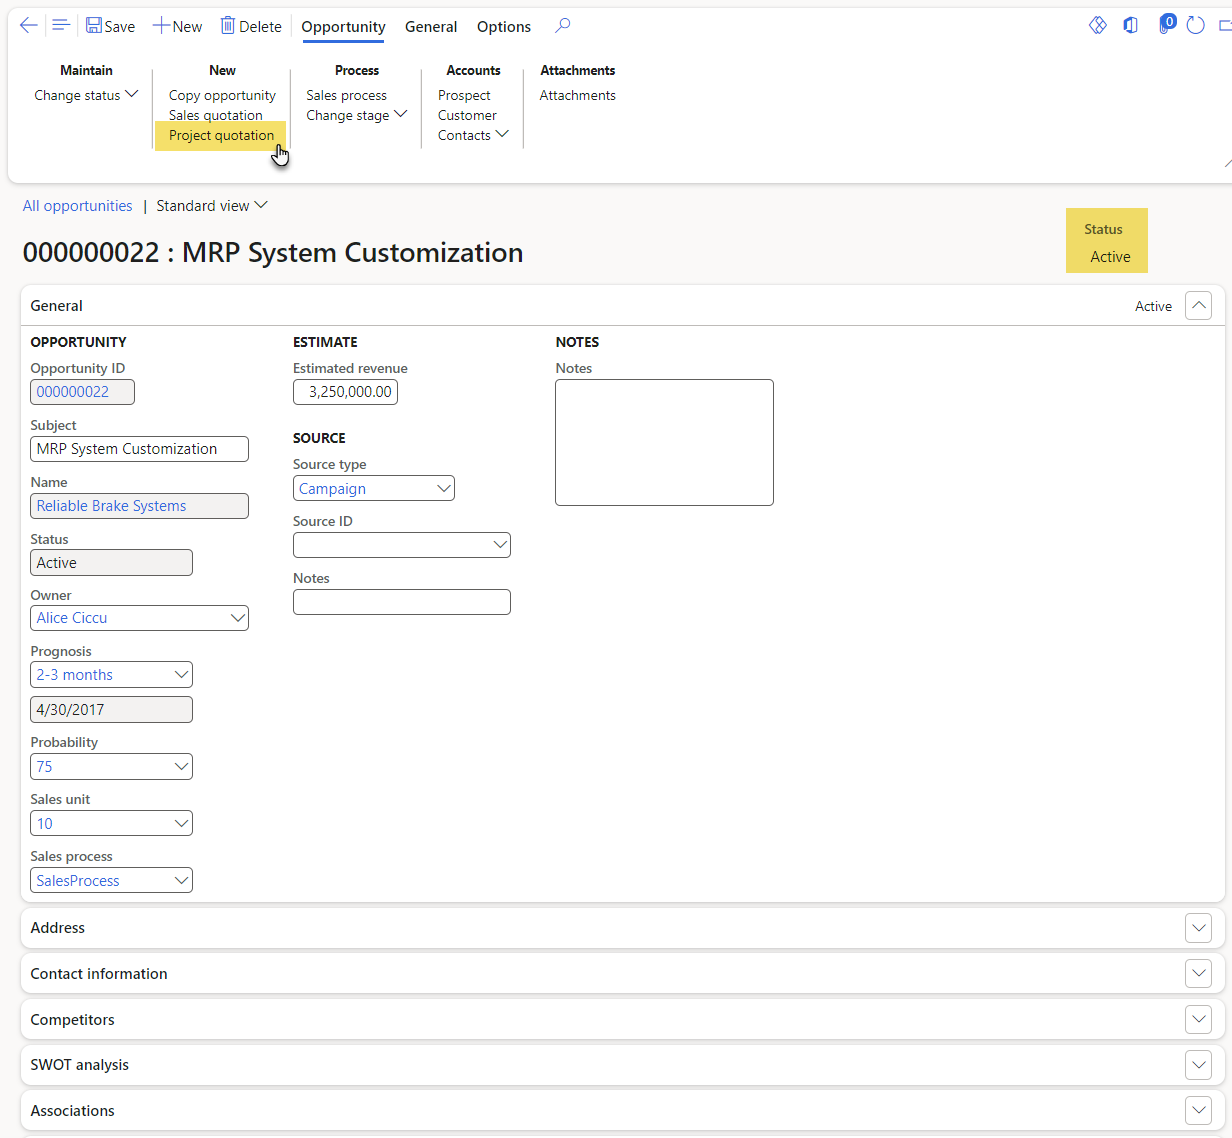 Save New Delete Opportunity General Options 0
Maintain New Process Accounts Attachments
Change status Copy opportunity Sales process Prospect Attachments
Sales quotation Change stage Customer
Project quotation Contacts
All opportunities | Standard view
Status
000000022 : MRP System Customization
Active
General Active
OPPORTUNITY
Opportunity ID
000000022
Subject
MRP System Customization
Name
Reliable Brake Systems
Status
Active
Owner
Alice Ciccu
Prognosis
2-3 months
4/30/2017
Probability
75
Sales unit
10
Sales process
SalesProcess
ESTIMATE
Estimated revenue
3,250,000.00
SOURCE
Source type
Campaign
Source ID
Notes
NOTES
Notes
Address
Contact information
Competitors
SWOT analysis
Associations